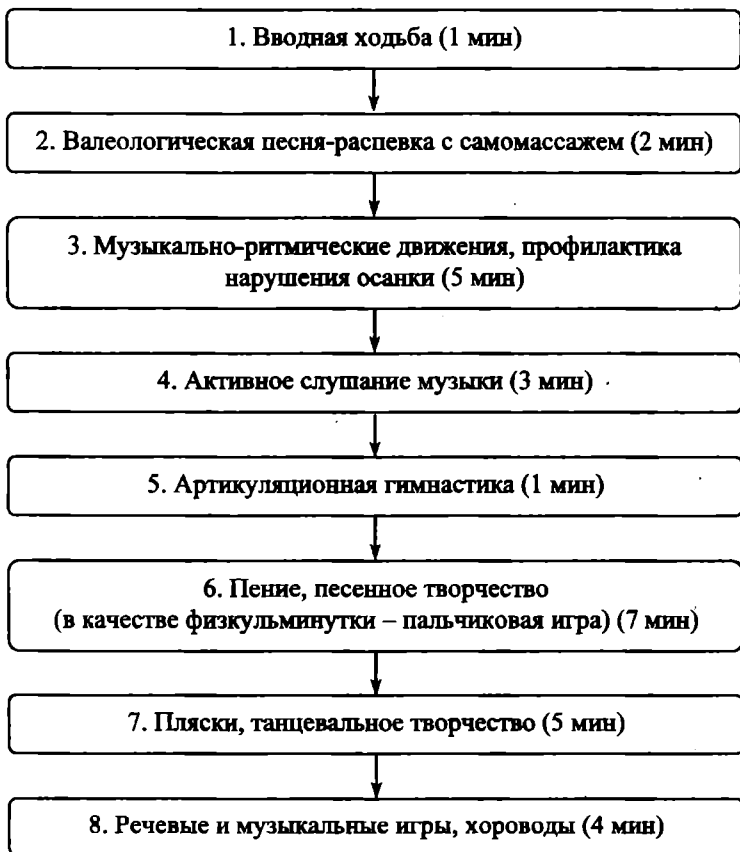 1. Вводная ходьба (1 мин)
2. Валеологическая песня-распевка с самомассажем (2 мин)
3. Музыкально-ритмические движения, профилактика
нарушения осанки (5 мин)
4. Активное слушание музыки (3 мин)
5. Артикуляционная гимнастика (1 мин)
6. Пение, песенное творчество
(в качестве физкульминутки – пальчиковая игра) (7 мин)
7. Пляски, танцевальное творчество (5 мин)
8. Речевые и музыкальные игры, хороводы (4 мин)